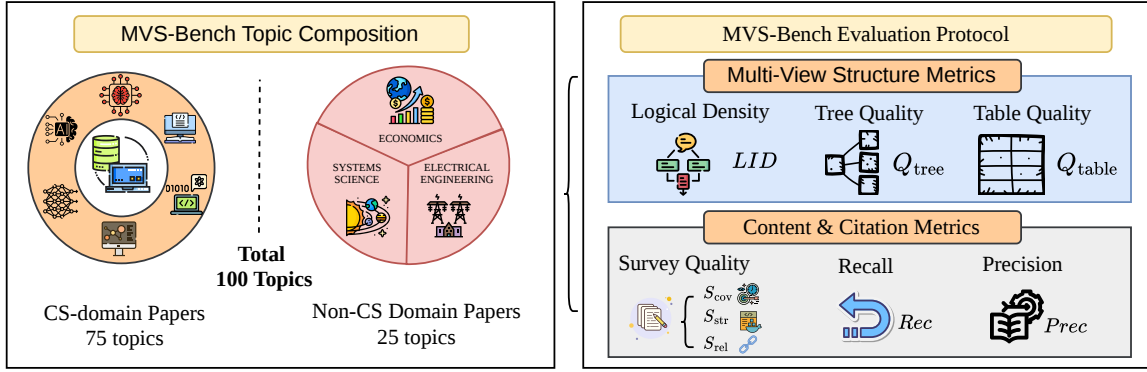 MVS-Bench Topic Composition
ECONOMICS
SYSTEMS
SCIENCE
ELECTRICAL
ENGINEERING
AI
01010
</>
Total
100 Topics
CS-domain Papers
75 topics
Non-CS Domain Papers
25 topics
MVS-Bench Evaluation Protocol
Multi-View Structure Metrics
Logical Density
LID
Tree Quality
Q_tree
Table Quality
Q_table
Content & Citation Metrics
Survey Quality
S_cov
S_str
S_rel
Recall
Rec
Precision
Prec